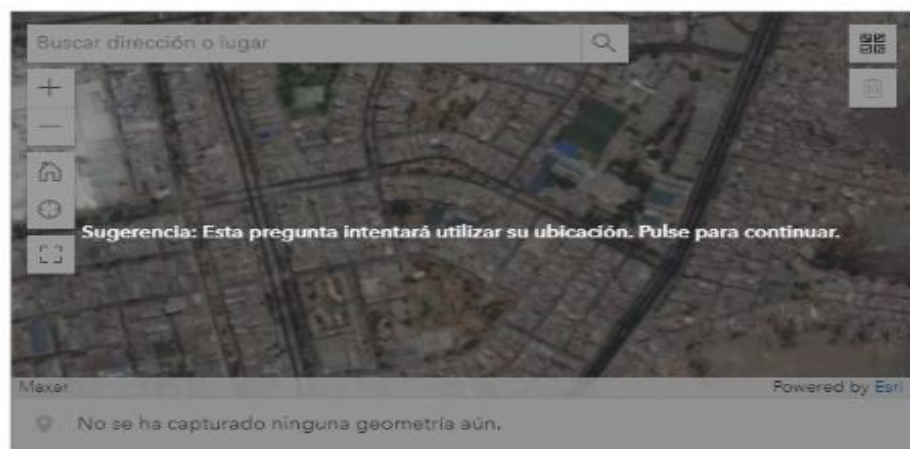 Buscar dirección o lugar
Sugerencia: Esta pregunta intentará utilizar su ubicación. Pulse para continuar.
Maxar
Powered by Esri
No se ha capturado ninguna geometría aún.